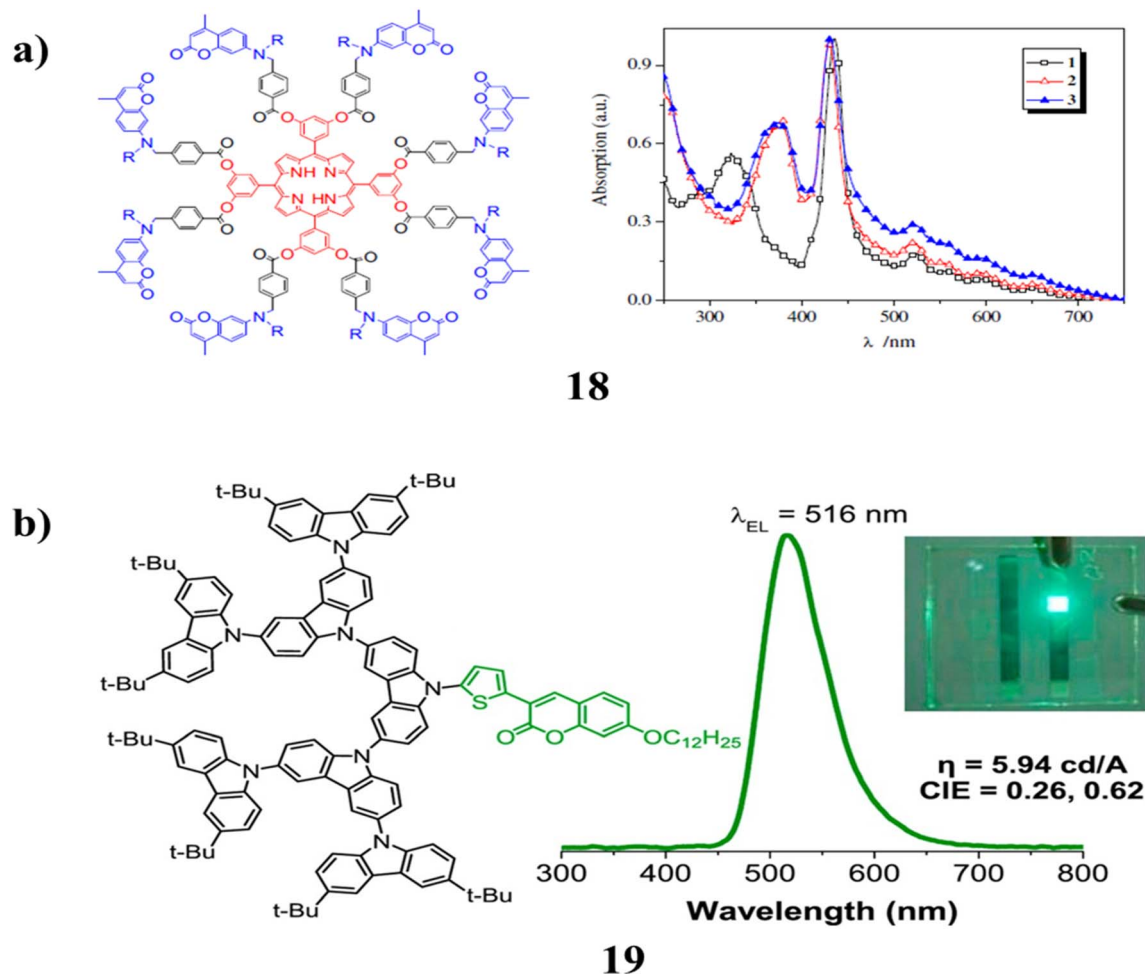 a)
O O N R R N O O
O O O O
O O N R R N O O
O O O O
O O
NH N
N HN
O O
O O O O
R N O O N R
O O O O
O O
O O N R R N O O
Absorption (a.u.)
0.9
0.6
0.3
0.0
1
2
3
300 400 500 600 700
λ /nm
18
b)
t-Bu
t-Bu
N
t-Bu
N
N
t-Bu
N
S
O
O
OC12H25
t-Bu
N
N
t-Bu
N
t-Bu
t-Bu
λEL = 516 nm
η = 5.94 cd/A
CIE = 0.26, 0.62
300 400 500 600 700 800
Wavelength (nm)
19